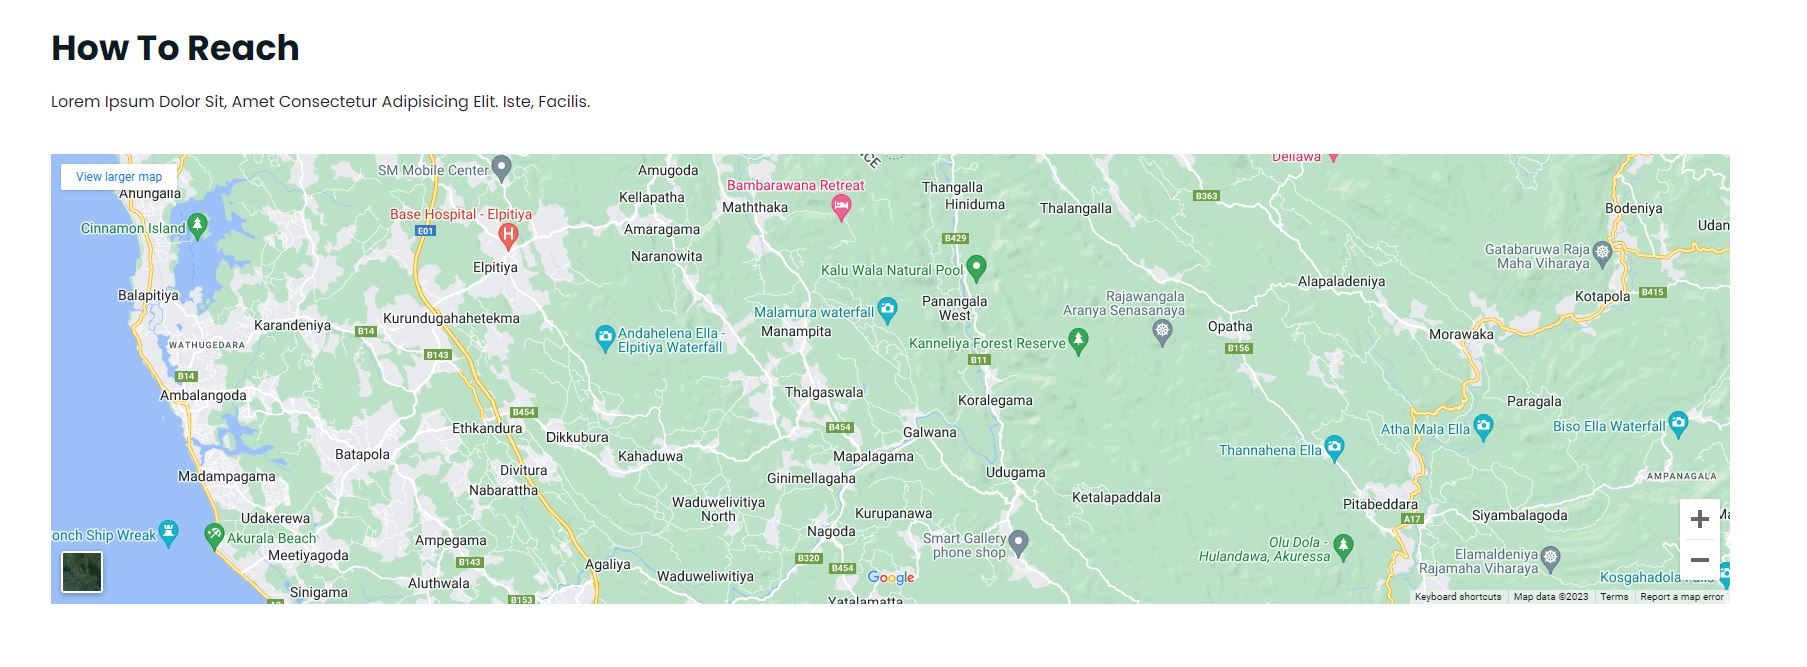 How To Reach
Lorem Ipsum Dolor Sit, Amet Consectetur Adipisicing Elit. Iste, Facilis.
View larger map
SM Mobile Center
Amugoda
Dellawa
Ahungalla
Bambarawana Retreat
Thangalla
Kellapatha
B363
Maththaka
Hiniduma
Thalangalla
Bodeniya
Base Hospital - Elpitiya
Cinnamon Island
E01
H
Amaragama
Udan
B429
Gatabaruwa Raja
Maha Viharaya
Naranowita
Elpitiya
Kalu Wala Natural Pool
Alapaladeniya
Balapitiya
Rajawangala
Aranya Senasanaya
Kotapola
B415
Panangala
West
Malamura waterfall
Kurundugahahetekma
Karandeniya
B14
Andahelena Ella -
Elpitiya Waterfall
Manampita
Opatha
Morawaka
WATHUGEDARA
Kanneliya Forest Reserve
B156
B143
B11
B14
Ambalangoda
Thalgaswala
Koralegama
Paragala
B454
Ethkandura
Dikkubura
B454
Galwana
Atha Mala Ella
Biso Ella Waterfall
Batapola
Kahaduwa
Mapalagama
Thannahena Ella
Madampagama
Divitura
Ginimellagaha
Udugama
AMPANAGALA
Nabarattha
Waduwelivitiya
North
Ketalapaddala
Pitabeddara
Udakerewa
Kurupanawa
A17
Siyambalagoda
onch Ship Wreak
Akurala Beach
Nagoda
Smart Gallery
phone shop
Olu Dola -
Hulandawa, Akuressa
Ampegama
Meetiyagoda
B143
Agaliya
B320
B454
Elamaldeniya
Rajamaha Viharaya
Aluthwala
Waduweliwitiya
Google
Sinigama
B153
Yatalamatta
Keyboard shortcuts
Map data ©2023
Terms
Report a map error